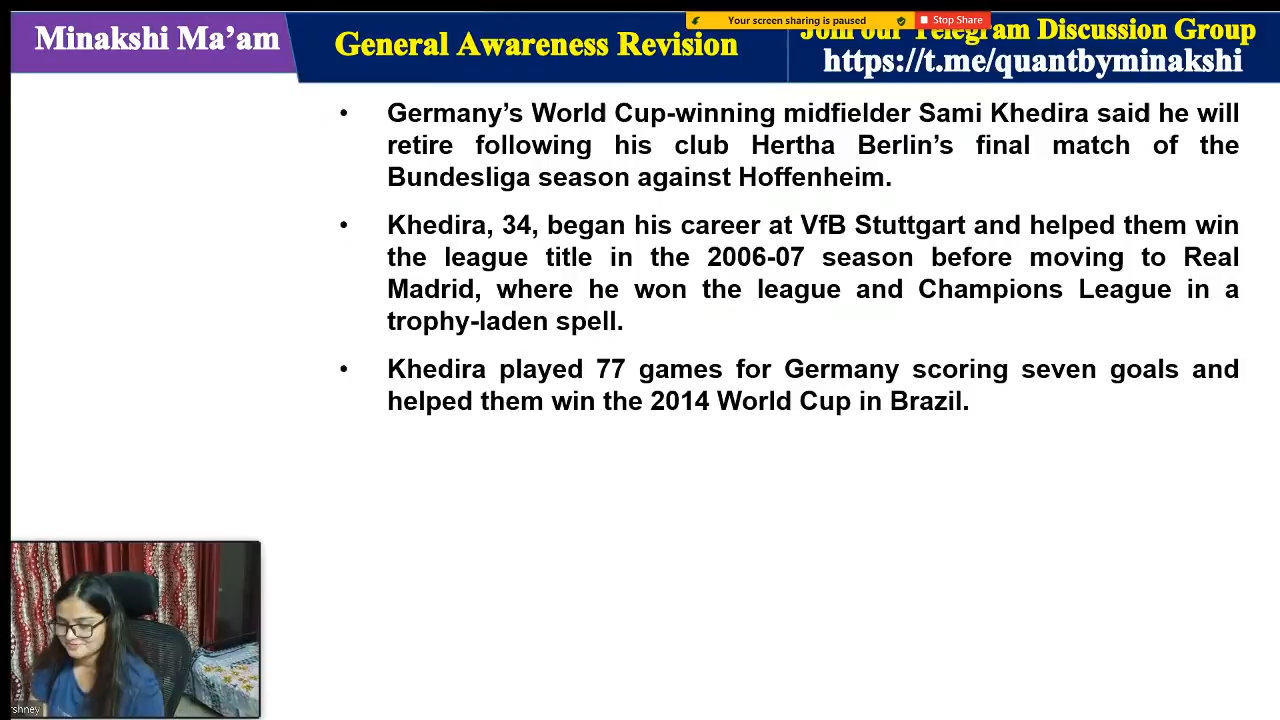 Minakshi Ma’am
General Awareness Revision
Your screen sharing is paused
Stop Share
Join our Telegram Discussion Group
https://t.me/quantbyminakshi
• Germany’s World Cup-winning midfielder Sami Khedira said he will
retire following his club Hertha Berlin’s final match of the
Bundesliga season against Hoffenheim.
• Khedira, 34, began his career at VfB Stuttgart and helped them win
the league title in the 2006-07 season before moving to Real
Madrid, where he won the league and Champions League in a
trophy-laden spell.
• Khedira played 77 games for Germany scoring seven goals and
helped them win the 2014 World Cup in Brazil.